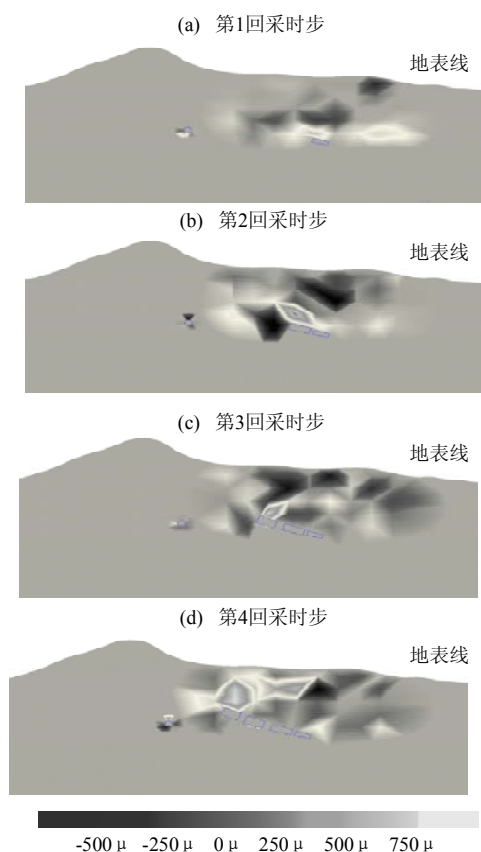 (a) 第1回采时步
地表线
(b) 第2回采时步
地表线
(c) 第3回采时步
地表线
(d) 第4回采时步
地表线
-500 μ -250 μ 0 μ 250 μ 500 μ 750 μ